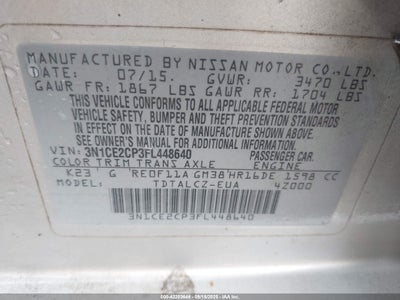 MANUFACTURED BY NISSAN MOTOR CO., LTD.
DATE: 07/15. GVWR: 3470 LBS
GAWR FR: 1867 LBS GAWR RR: 1704 LBS
THIS VEHICLE CONFORMS TO ALL APPLICABLE FEDERAL MOTOR
VEHICLE SAFETY, BUMPER, AND THEFT PREVENTION
STANDARDS IN EFFECT ON THE DATE OF MANUFACTURE
SHOWN ABOVE.
SEE OWNER'S MANUAL FOR ADDITIONAL INFORMATION.
VIN: 3N1CE2CP3FL448640 PASSENGER CAR.
COLOR TRIM TRANS AXLE ENGINE
K23 G RE0F11A GM38 HR16DE 1598 CC
TDTALCZ-EUA 4Z000
3N1CE2CP3FL448640